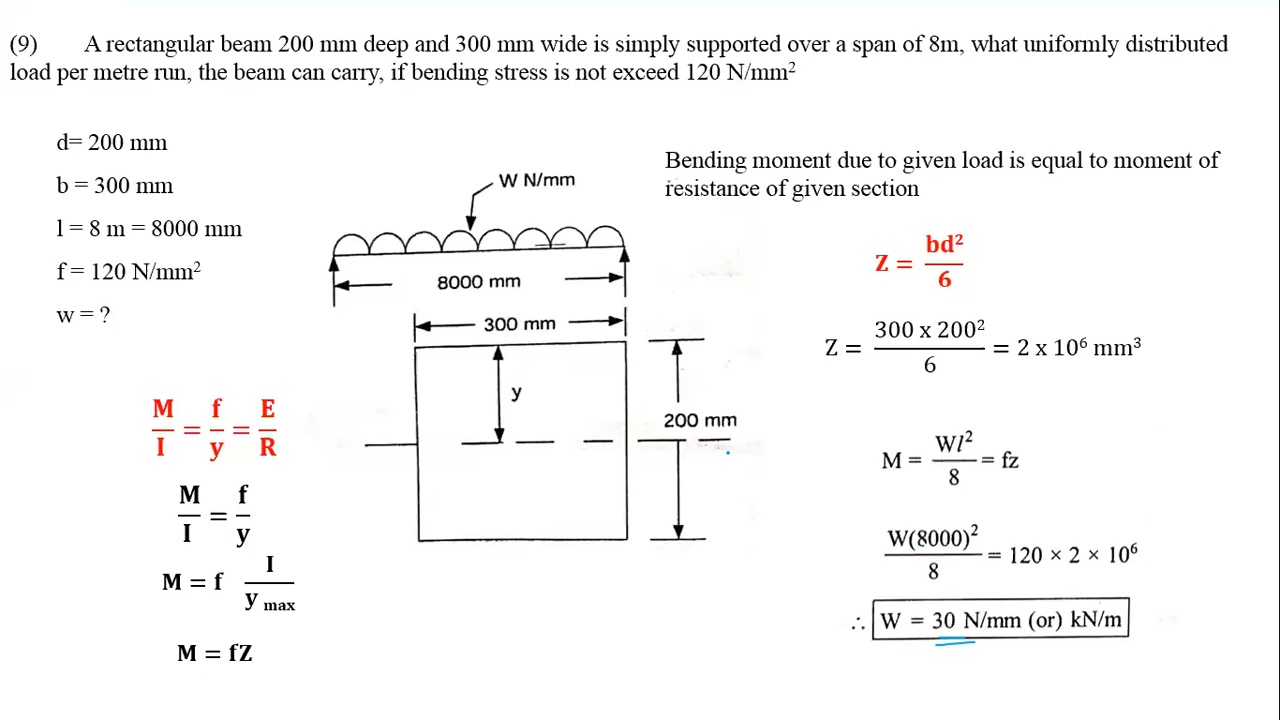 (9) A rectangular beam 200 mm deep and 300 mm wide is simply supported over a span of 8m, what uniformly distributed
load per metre run, the beam can carry, if bending stress is not exceed 120 N/mm²
d= 200 mm
b = 300 mm
l = 8 m = 8000 mm
f = 120 N/mm²
w = ?
M/I = f/y = E/R
M/I = f/y
M = f I/y max
M = fZ
W N/mm
8000 mm
300 mm
y
200 mm
Bending moment due to given load is equal to moment of
resistance of given section
Z = bd²/6
Z = 300 x 200²/6 = 2 x 10⁶ mm³
M = Wl²/8 = fz
W(8000)²/8 = 120 × 2 × 10⁶
∴ W = 30 N/mm (or) kN/m